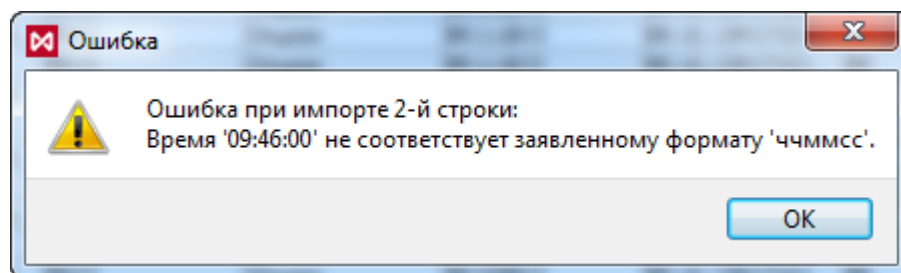 Ошибка
Ошибка при импорте 2-й строки:
Время '09:46:00' не соответствует заявленному формату 'ччммсс'.
OK